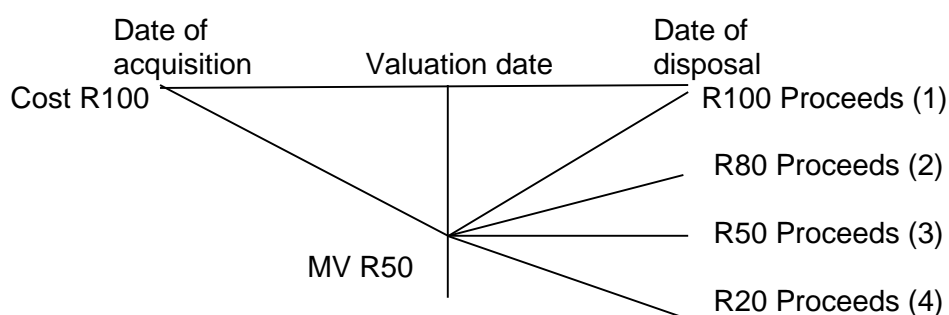 Date of
acquisition
Valuation date
Date of
disposal
Cost R100
R100 Proceeds (1)
R80 Proceeds (2)
R50 Proceeds (3)
MV R50
R20 Proceeds (4)